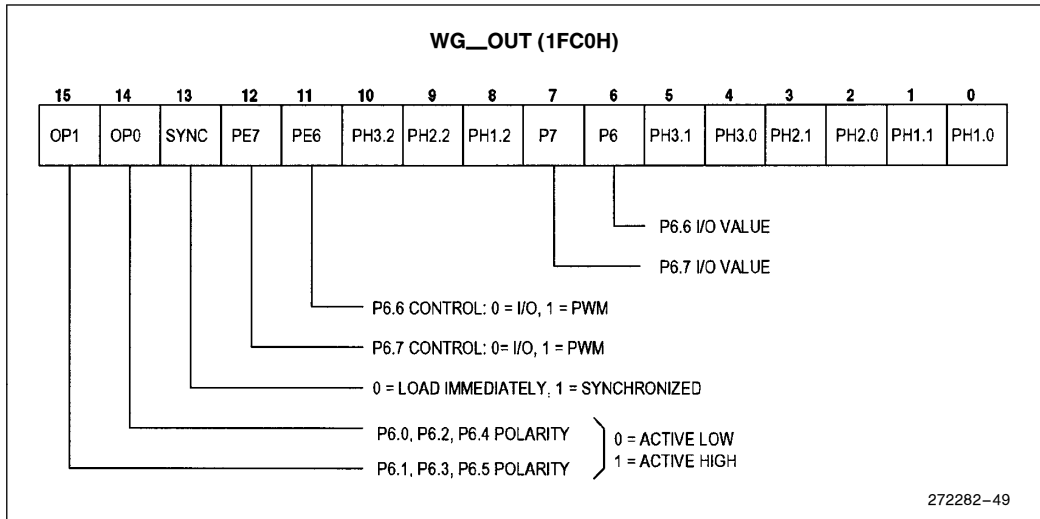 WG__OUT (1FC0H)
15 14 13 12 11 10 9 8 7 6 5 4 3 2 1 0
OP1 OP0 SYNC PE7 PE6 PH3.2 PH2.2 PH1.2 P7 P6 PH3.1 PH3.0 PH2.1 PH2.0 PH1.1 PH1.0
P6.6 I/O VALUE
P6.7 I/O VALUE
P6.6 CONTROL: 0 = I/O, 1 = PWM
P6.7 CONTROL: 0= I/O, 1 = PWM
0 = LOAD IMMEDIATELY, 1 = SYNCHRONIZED
P6.0, P6.2, P6.4 POLARITY
P6.1, P6.3, P6.5 POLARITY
0 = ACTIVE LOW
1 = ACTIVE HIGH
272282–49